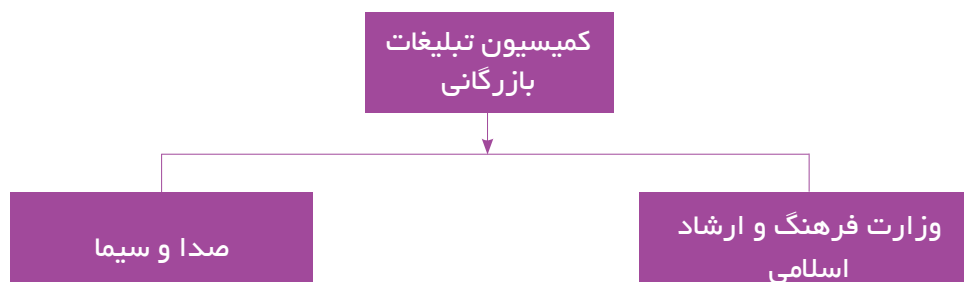 کمیسیون تبلیغات
بازرگانی
وزارت فرهنگ و ارشاد
اسلامی
صدا و سیما